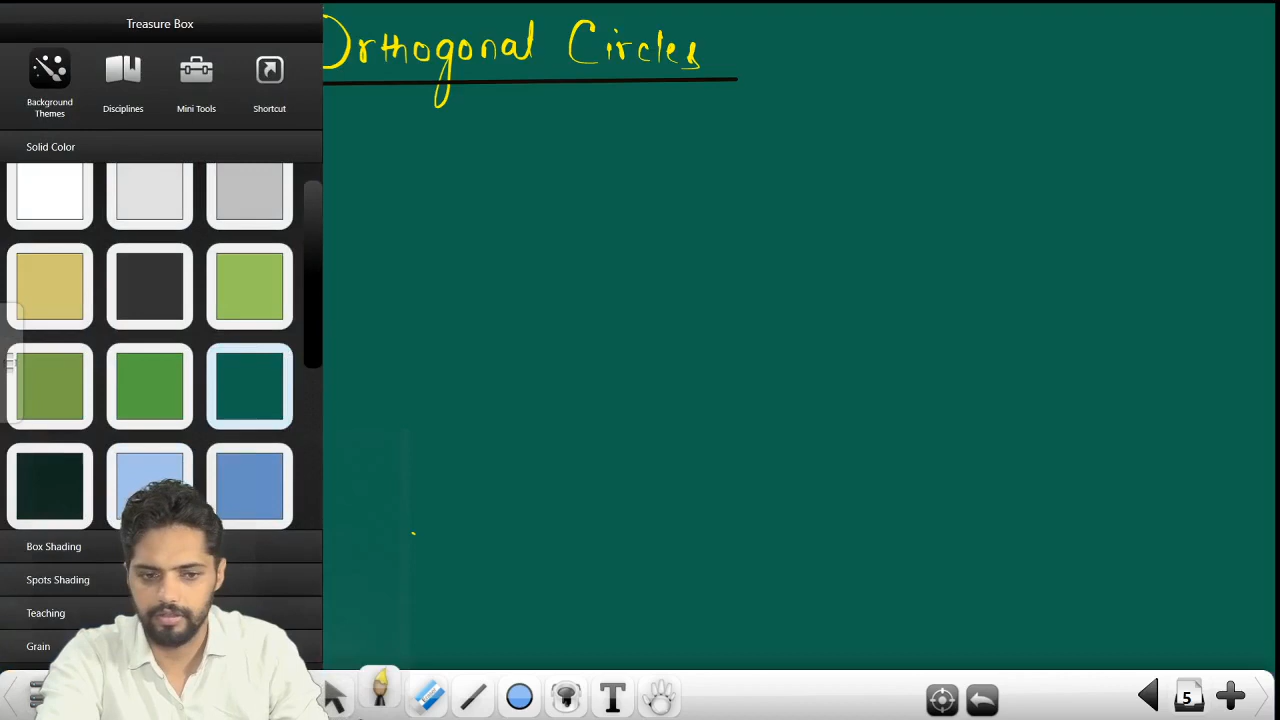 Treasure Box
Orthogonal Circles
Background Themes
Disciplines
Mini Tools
Shortcut
Solid Color
Box Shading
Spots Shading
Teaching
Grain
T
5